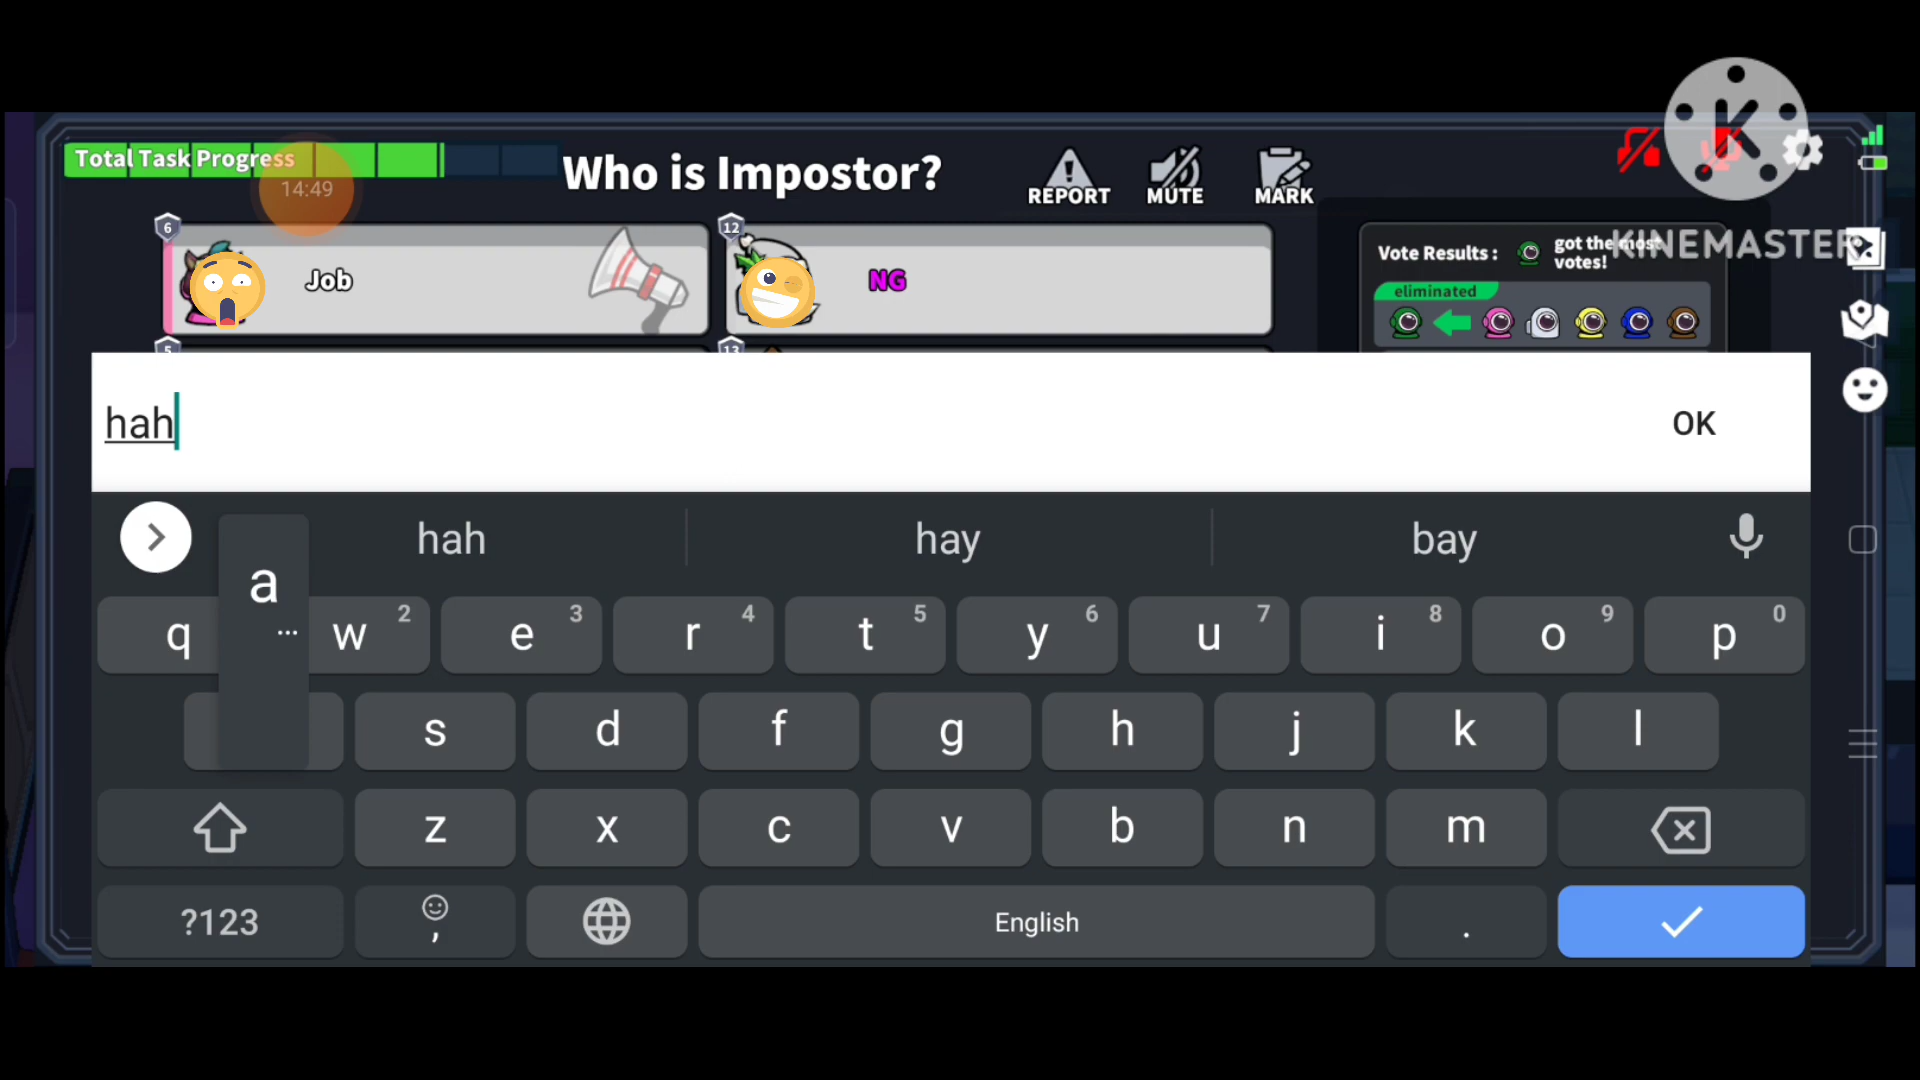 Total Task Progress
14:49
Who is Impostor?
REPORT
MUTE
MARK
K
KINEMASTER
6
Job
12
NG
Vote Results :
got the most
votes!
eliminated
5
13
hah
OK
hah
hay
bay
a
...
q w 2 e 3 r 4 t 5 y 6 u 7 i 8 o 9 p 0
s d f g h j k l
z x c v b n m
?123 , English .